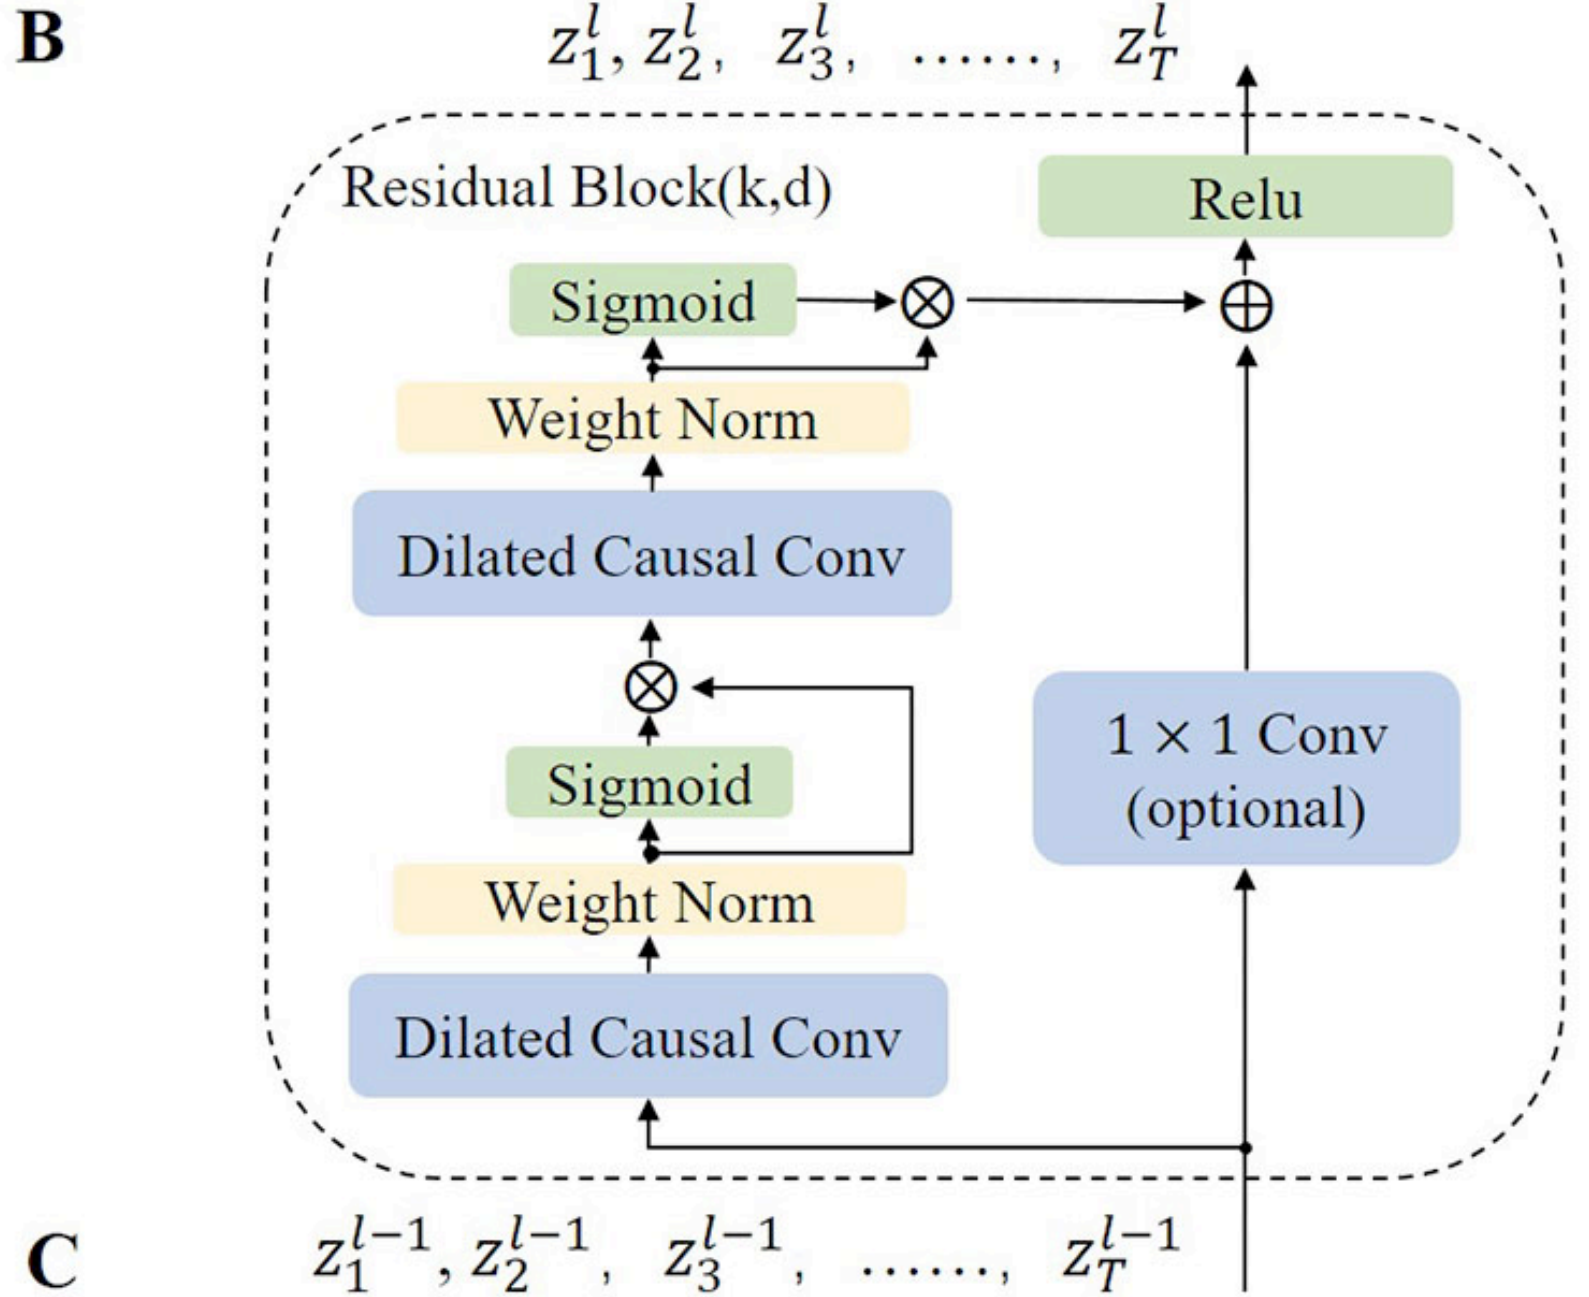 B
z_1^l, z_2^l, z_3^l, ......, z_T^l
Residual Block(k,d)
Relu
Sigmoid
Weight Norm
Dilated Causal Conv
Sigmoid
1 × 1 Conv
(optional)
Weight Norm
Dilated Causal Conv
z_1^{l-1}, z_2^{l-1}, z_3^{l-1}, ......, z_T^{l-1}
C